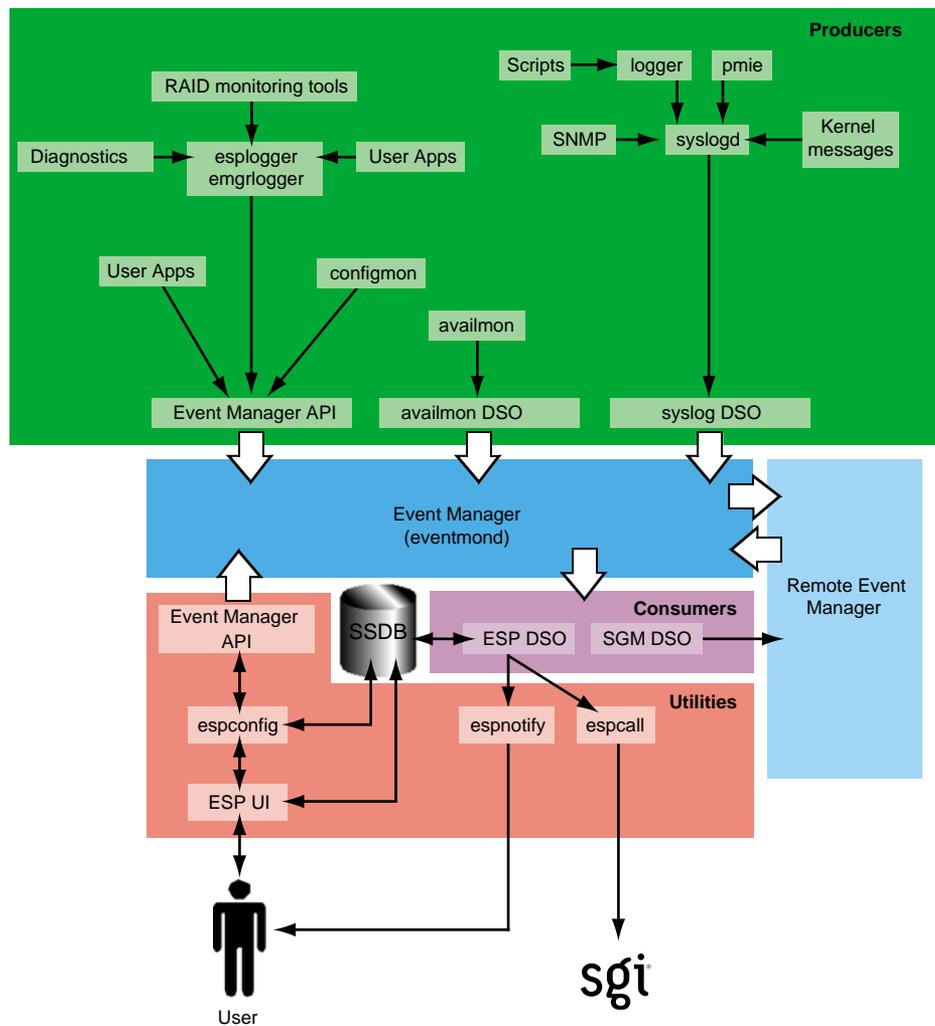 Producers
Scripts
logger
pmie
RAID monitoring tools
SNMP
syslogd
Kernel
messages
Diagnostics
esplogger
emgrlogger
User Apps
User Apps
configmon
availmon
Event Manager API
availmon DSO
syslog DSO
Event Manager
(eventmond)
Remote Event
Manager
Event Manager
API
SSDB
Consumers
ESP DSO
SGM DSO
Utilities
espconfig
espnotify
espcall
ESP UI
User
sgi